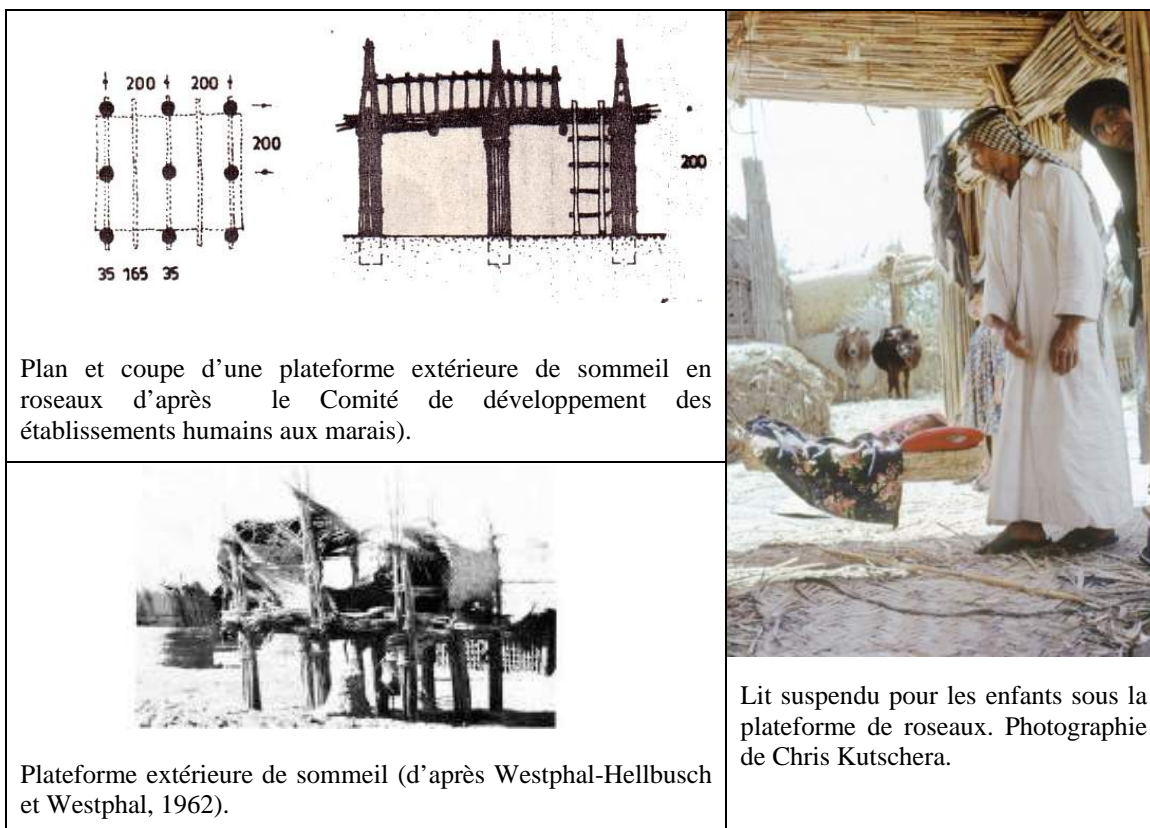 200 200
200
35 165 35
200
Plan et coupe d’une plateforme extérieure de sommeil en
roseaux d’après le Comité de développement des
établissements humains aux marais).
Plateforme extérieure de sommeil (d’après Westphal-Hellbusch
et Westphal, 1962).
Lit suspendu pour les enfants sous la
plateforme de roseaux. Photographie
de Chris Kutschera.